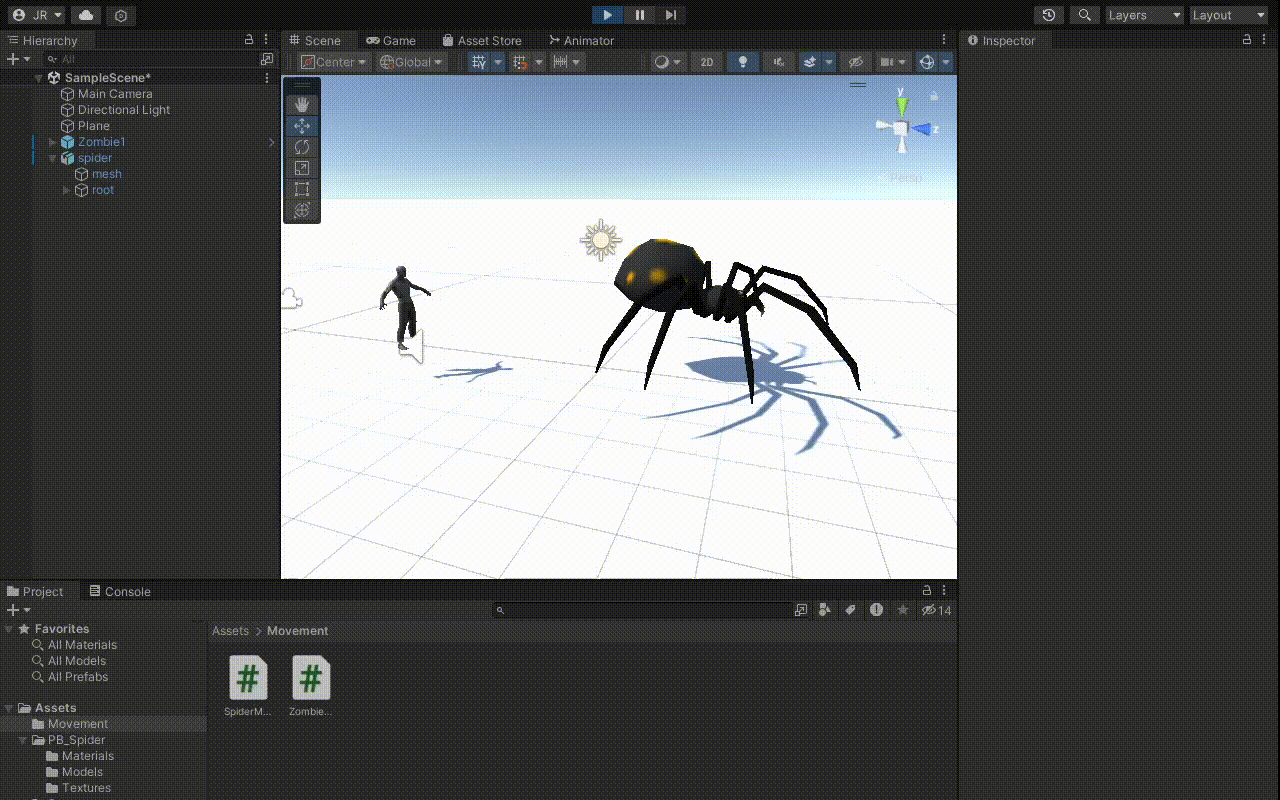 JR
Layers
Layout
Hierarchy
All
SampleScene*
Main Camera
Directional Light
Plane
Zombie1
spider
mesh
root
Scene
Game
Asset Store
Animator
Center
Global
2D
y
z
Persp
Inspector
Project
Console
14
Favorites
All Materials
All Models
All Prefabs
Assets
Movement
PB_Spider
Materials
Models
Textures
Assets > Movement
SpiderM...
Zombie...